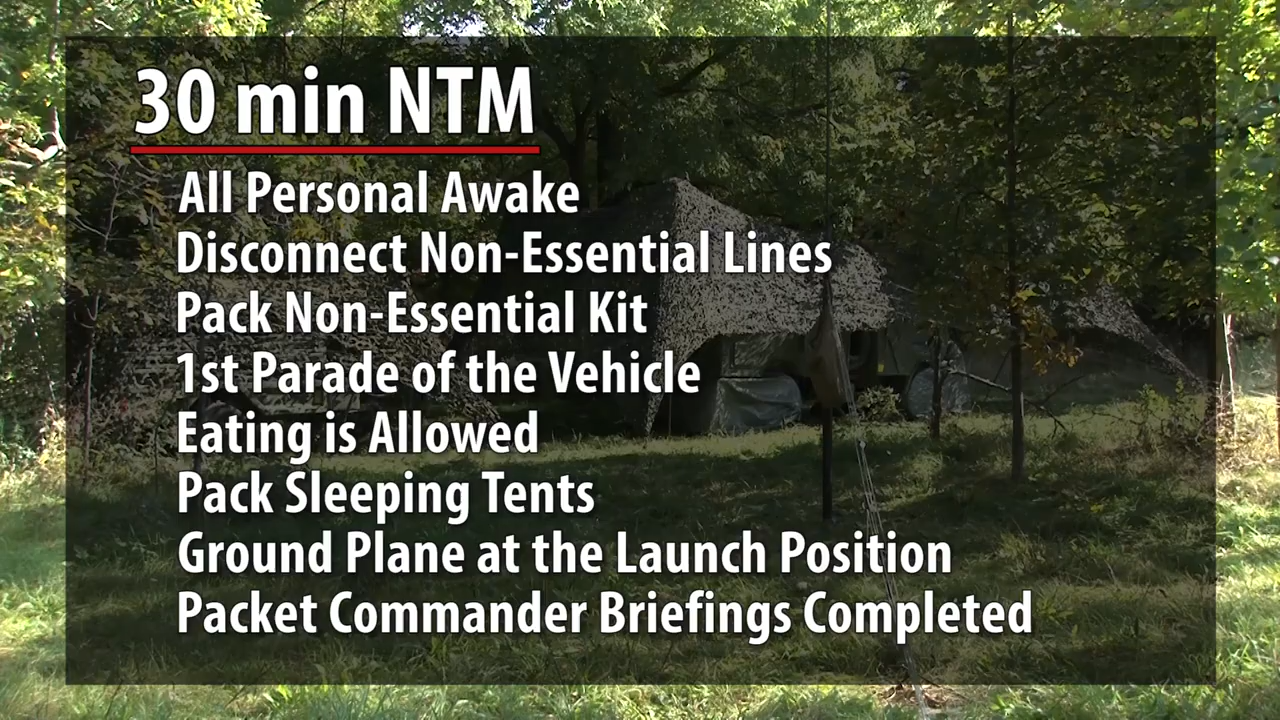 30 min NTM
All Personal Awake
Disconnect Non-Essential Lines
Pack Non-Essential Kit
1st Parade of the Vehicle
Eating is Allowed
Pack Sleeping Tents
Ground Plane at the Launch Position
Packet Commander Briefings Completed